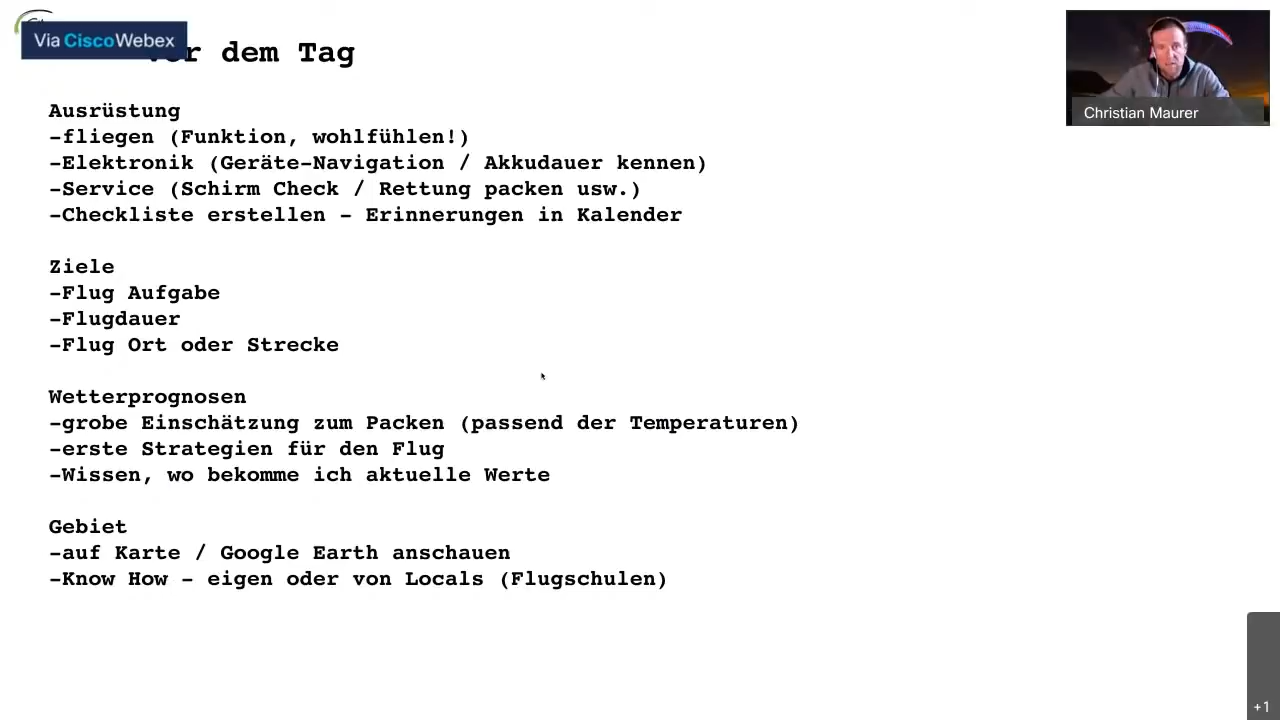 Via CiscoWebex
Vor dem Tag
Christian Maurer
Ausrüstung
-fliegen (Funktion, wohlfühlen!)
-Elektronik (Geräte-Navigation / Akkudauer kennen)
-Service (Schirm Check / Rettung packen usw.)
-Checkliste erstellen - Erinnerungen in Kalender
Ziele
-Flug Aufgabe
-Flugdauer
-Flug Ort oder Strecke
Wetterprognosen
-grobe Einschätzung zum Packen (passend der Temperaturen)
-erste Strategien für den Flug
-Wissen, wo bekomme ich aktuelle Werte
Gebiet
-auf Karte / Google Earth anschauen
-Know How - eigen oder von Locals (Flugschulen)
+1